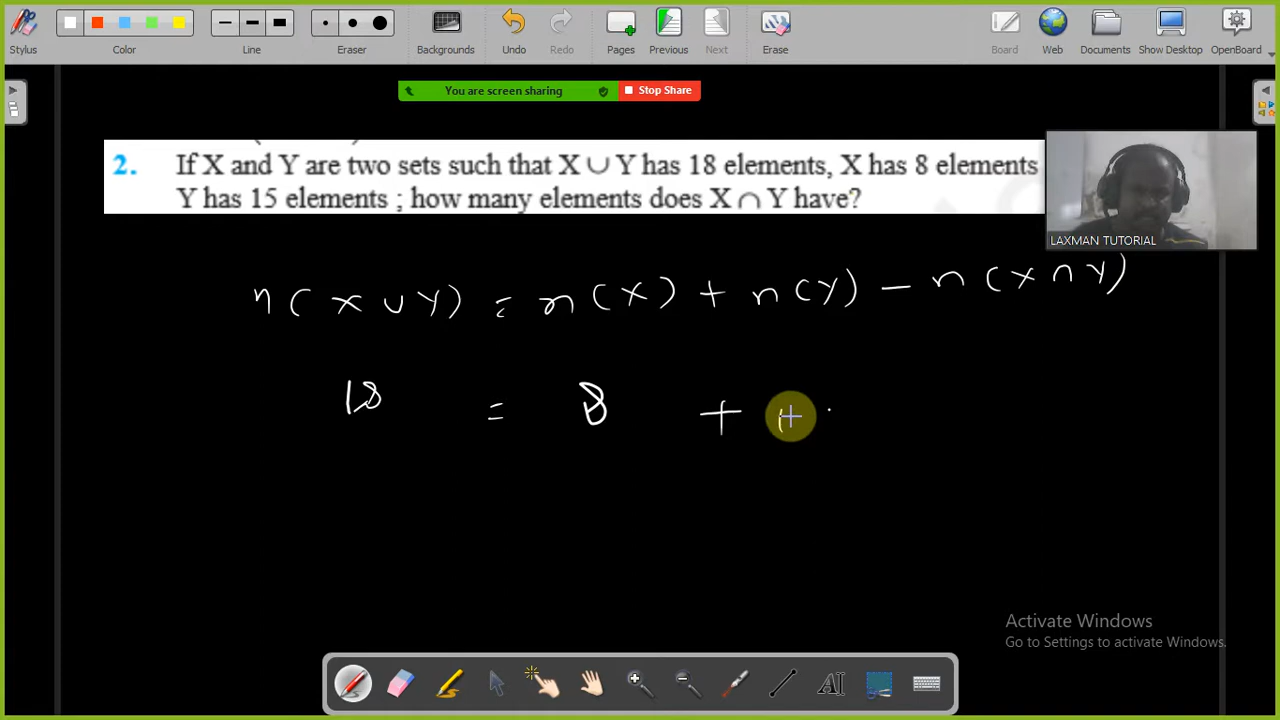 Stylus Color Line Eraser Backgrounds Undo Redo Pages Previous Next Erase Board Web Documents Show Desktop OpenBoard
You are screen sharing Stop Share
2. If X and Y are two sets such that X ∪ Y has 18 elements, X has 8 elements
Y has 15 elements ; how many elements does X ∩ Y have?
LAXMAN TUTORIAL
n(X∪Y) = n(X) + n(Y) - n(X∩Y)
18 = 8 +
Activate Windows
Go to Settings to activate Windows.